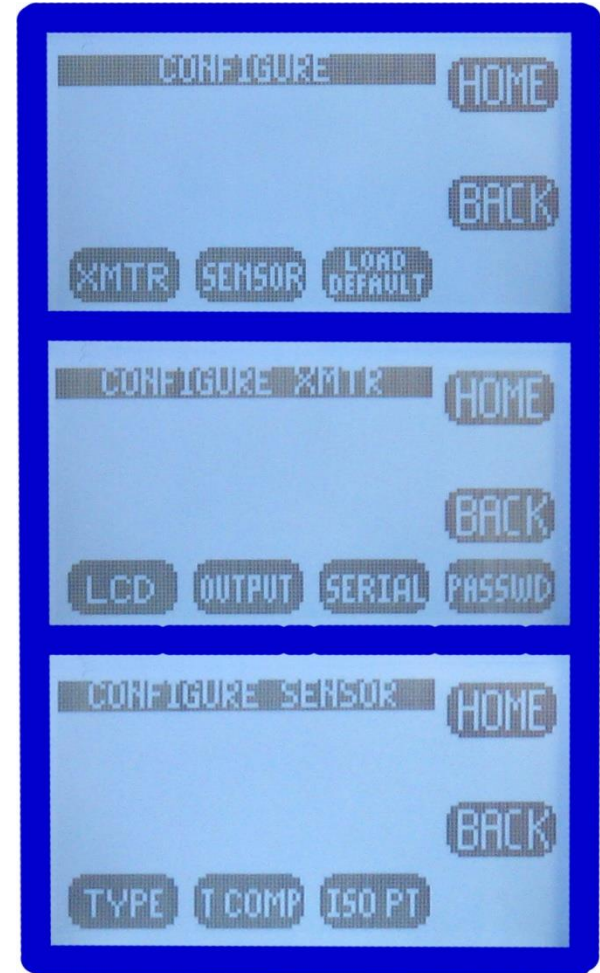 CONFIGURE
HOME
BACK
XMTR SENSOR LOAD DEFAULT
CONFIGURE XMTR
HOME
BACK
LCD OUTPUT SERIAL PASSWD
CONFIGURE SENSOR
HOME
BACK
TYPE T COMP ISO PT